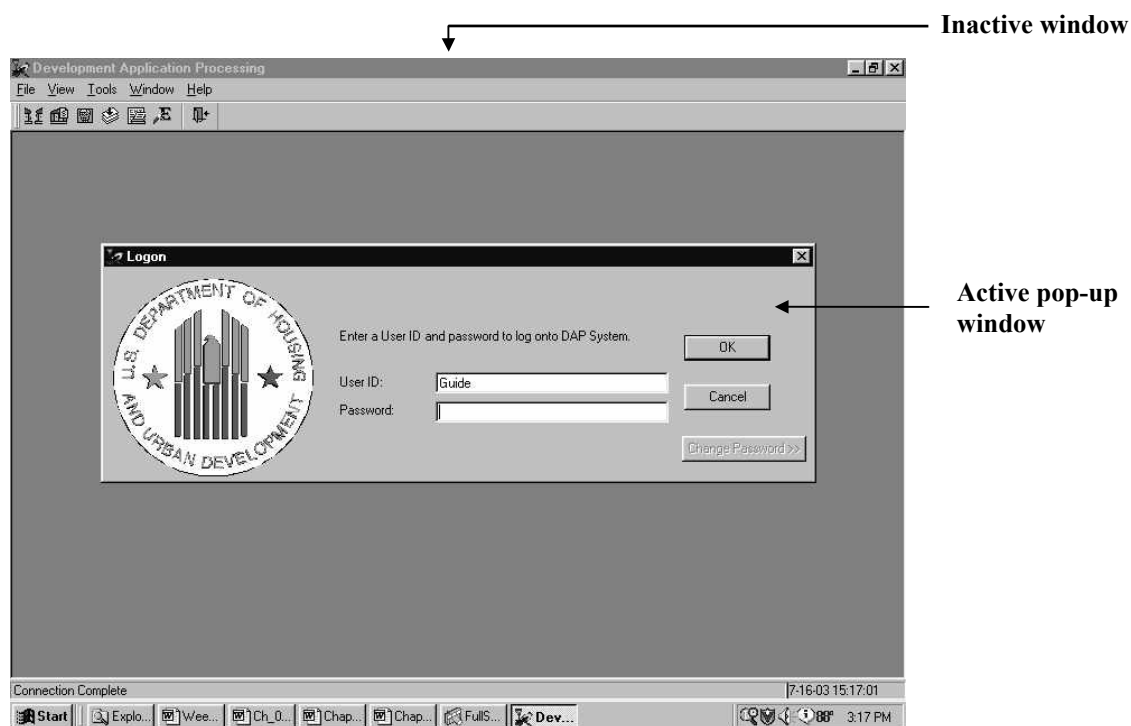 Inactive window
Development Application Processing
File View Tools Window Help
Logon
U.S. DEPARTMENT OF HOUSING
AND URBAN DEVELOPMENT
Active pop-up
window
Enter a User ID and password to log onto DAP System.
OK
User ID: Guide
Cancel
Password:
Change Password >>
Connection Complete 7-16-03 15:17:01
Start Explo... Wee... Ch_0... Chap... Chap... FullS... Dev... 88° 3:17 PM